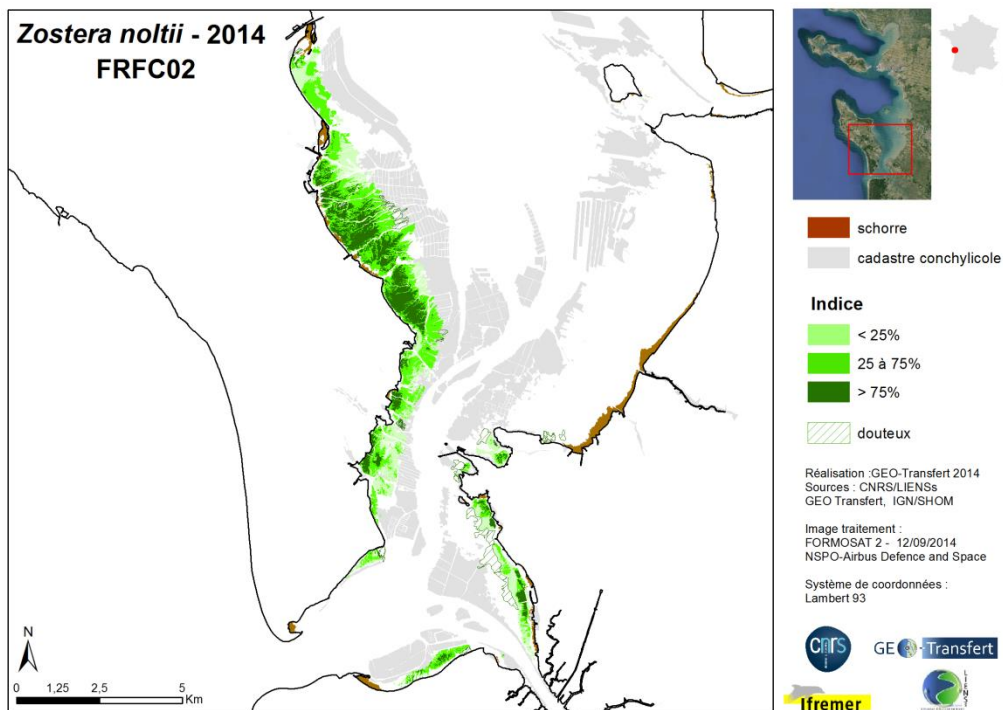 Zostera noltii - 2014
FRFC02
N
0 1,25 2,5 5
Km
schorre
cadastre conchylicole
Indice
< 25%
25 à 75%
> 75%
douteux
Réalisation :GEO-Transfert 2014
Sources : CNRS/LIENSs
GEO Transfert, IGN/SHOM
Image traitement :
FORMOSAT 2 - 12/09/2014
NSPO-Airbus Defence and Space
Système de coordonnées :
Lambert 93
cnrs
GE -Transfert
Ifremer
LIENS